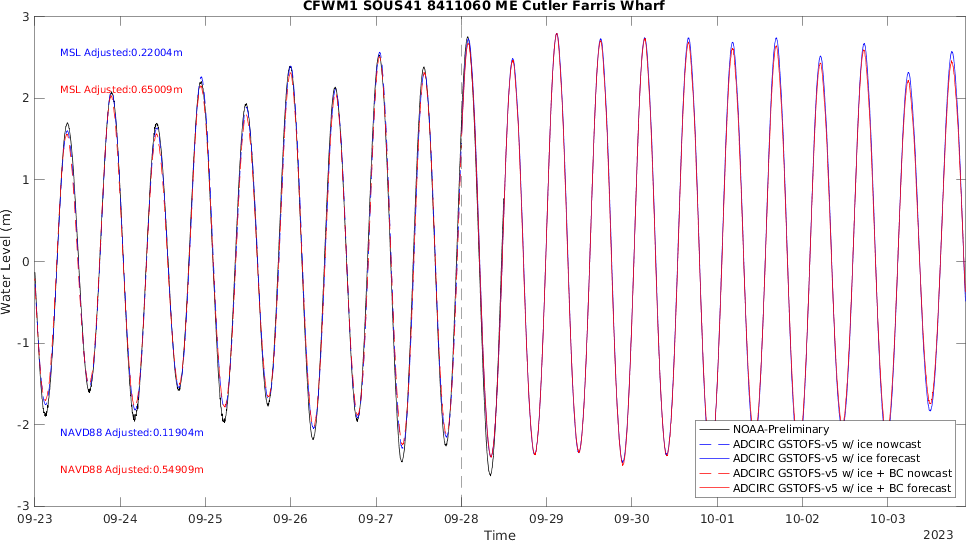 CFWM1 SOUS41 8411060 ME Cutler Farris Wharf
3
2
1
0
-1
-2
-3
Water Level (m)
MSL Adjusted:0.22004m
MSL Adjusted:0.65009m
NAVD88 Adjusted:0.11904m
NAVD88 Adjusted:0.54909m
NOAA-Preliminary
ADCIRC GSTOFS-v5 w/ ice nowcast
ADCIRC GSTOFS-v5 w/ ice forecast
ADCIRC GSTOFS-v5 w/ ice + BC nowcast
ADCIRC GSTOFS-v5 w/ ice + BC forecast
09-23 09-24 09-25 09-26 09-27 09-28 09-29 09-30 10-01 10-02 10-03
Time
2023